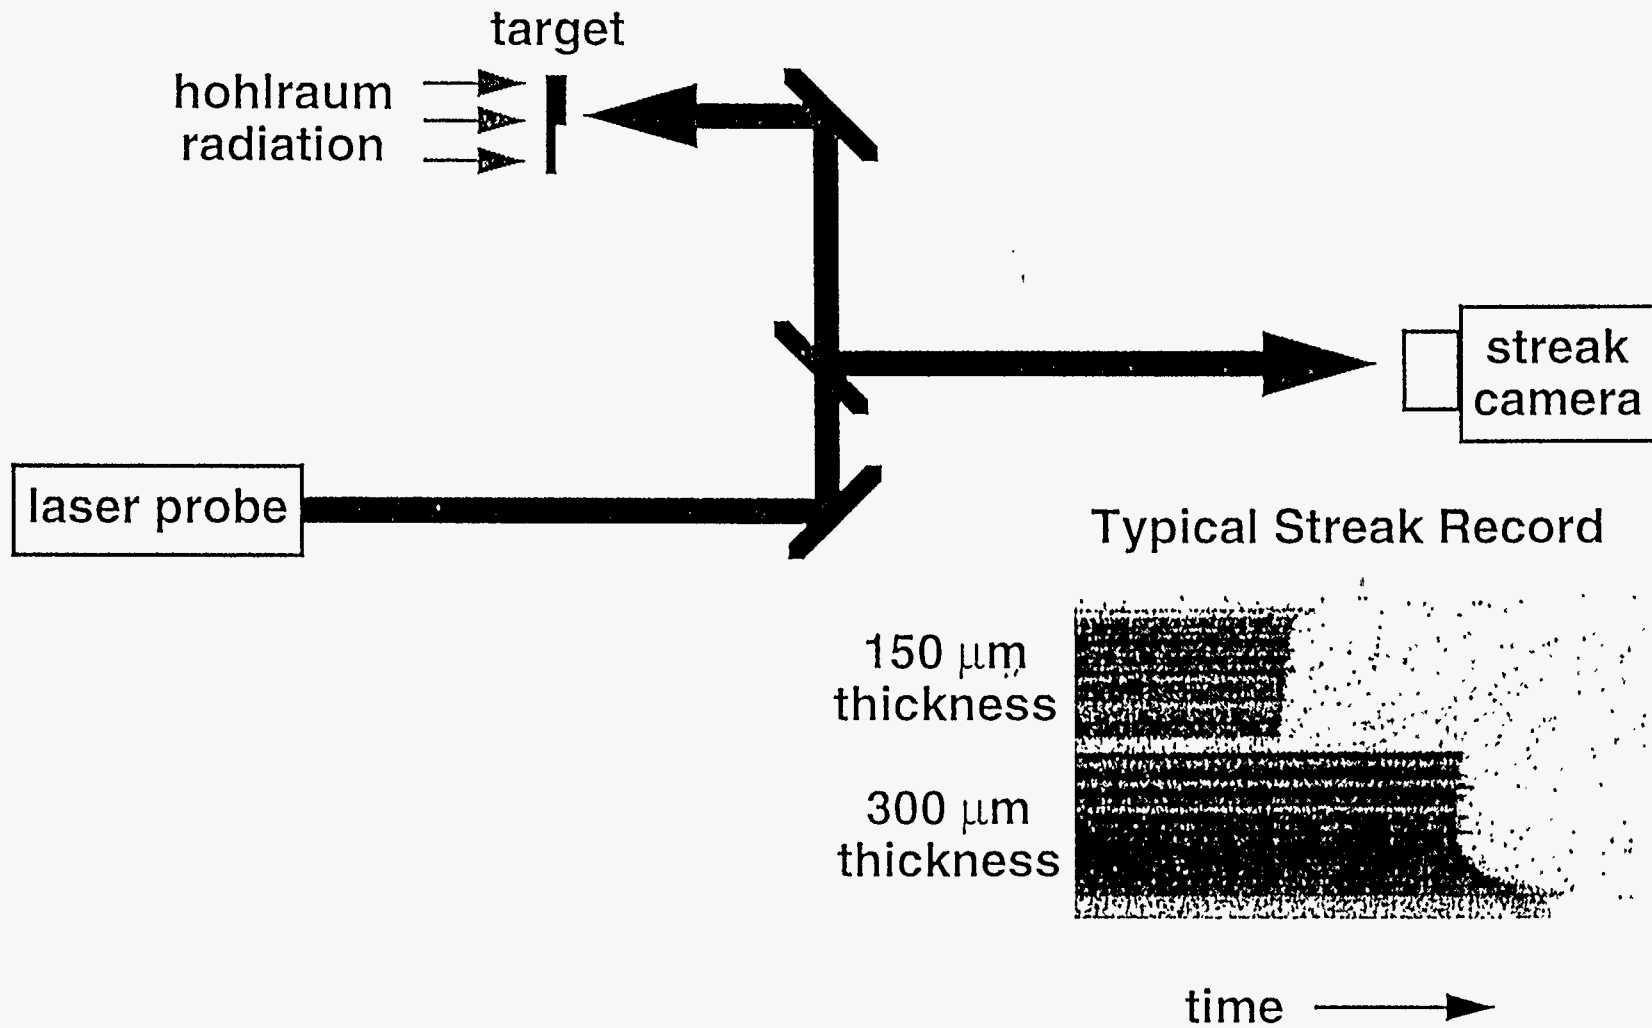 target
hohlraum
radiation
streak
camera
laser probe
Typical Streak Record
150 μm
thickness
300 μm
thickness
time